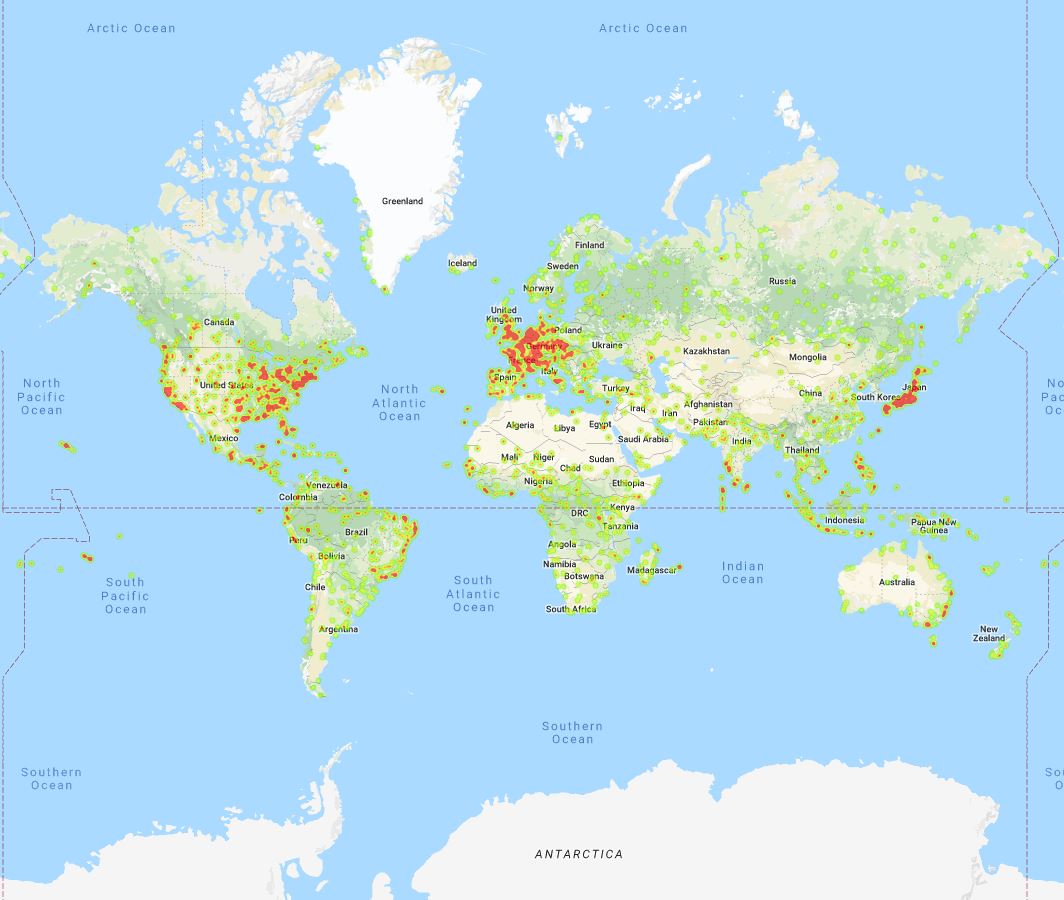 Arctic Ocean
Arctic Ocean
Greenland
Finland
Iceland
Sweden
Russia
Norway
United
Kingdom
Canada
Poland
Germany
Ukraine
Kazakhstan
Mongolia
France
Italy
Spain
United States
Turkey
Japan
China
South Korea
North
Pacific
Ocean
North
Atlantic
Ocean
No
Pac
Oc
Iraq
Iran
Afghanistan
Pakistan
Algeria
Libya
Egypt
Saudi Arabia
India
Mexico
Thailand
Mali
Niger
Chad
Sudan
Nigeria
Ethiopia
Venezuela
Colombia
DRC
Kenya
Tanzania
Indonesia
Papua New
Guinea
Brazil
Peru
Bolivia
Angola
Namibia
Botswana
Madagascar
Indian
Ocean
South
Pacific
Ocean
South
Atlantic
Ocean
Chile
Australia
South Africa
Argentina
New
Zealand
Southern
Ocean
Southern
Ocean
Sou
O
ANTARCTICA